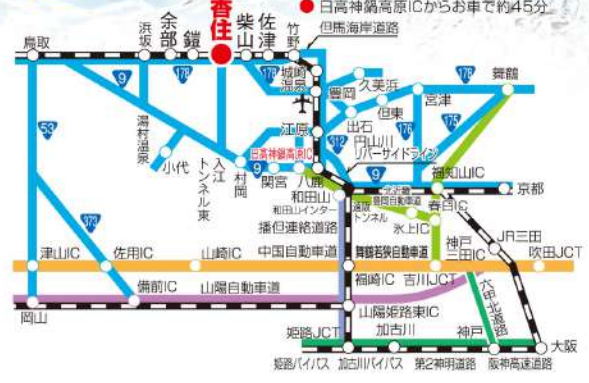 ●日高神鍋高原ICからお車で約45分
鳥取
浜坂
余部
鎧
香住
柴山
佐津
竹野
但馬海岸道路
9
178
178
城崎温泉
豊岡
久美浜
178
舞鶴
但東
宮津
53
湯村温泉
江原
出石
312
円山川リバーサイドライン
176
175
小代
入江トンネル東
村岡
日高神鍋高原IC
9
関宮
八鹿
9
福知山IC
和田山
和田山インター
北近畿豊岡自動車道
京都
春日IC
373
遠阪トンネル
氷上IC
播但連絡道路
神戸三田IC
JR三田
津山IC
佐用IC
山崎IC
中国自動車道
舞鶴若狭自動車道
吹田JCT
福崎IC
吉川JCT
備前IC
山陽自動車道
六甲北道路
岡山
山陽姫路東IC
姫路JCT
加古川
神戸
大阪
姫路バイパス
加古川バイパス
第2神明道路
阪神高速道路